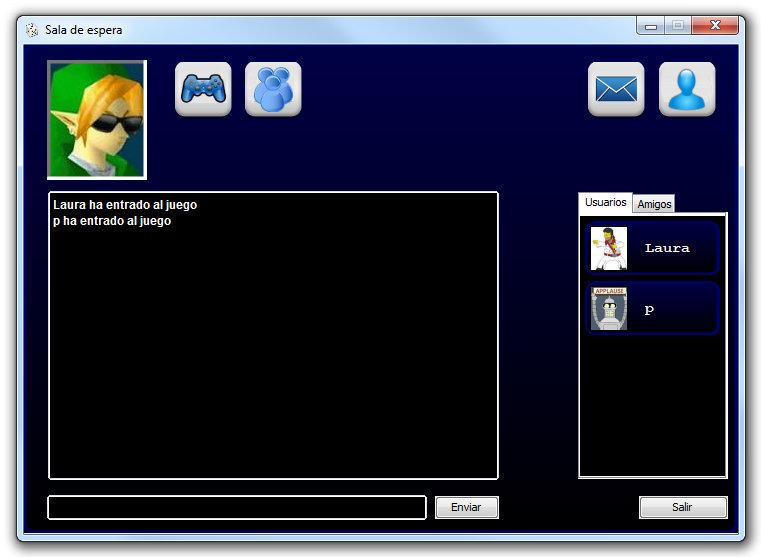 Sala de espera
Laura ha entrado al juego
p ha entrado al juego
Usuarios
Amigos
Laura
APPLAUSE
p
Enviar
Salir